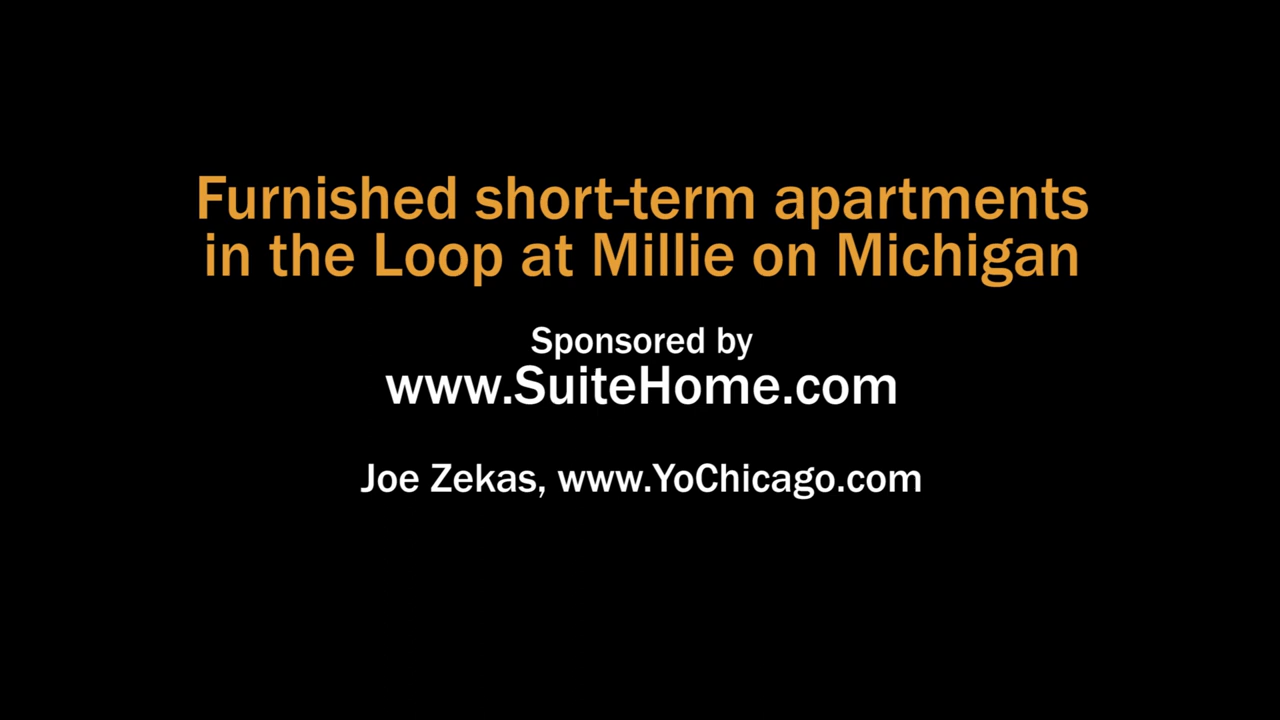 Furnished short-term apartments
in the Loop at Millie on Michigan
Sponsored by
www.SuiteHome.com
Joe Zekas, www.YoChicago.com